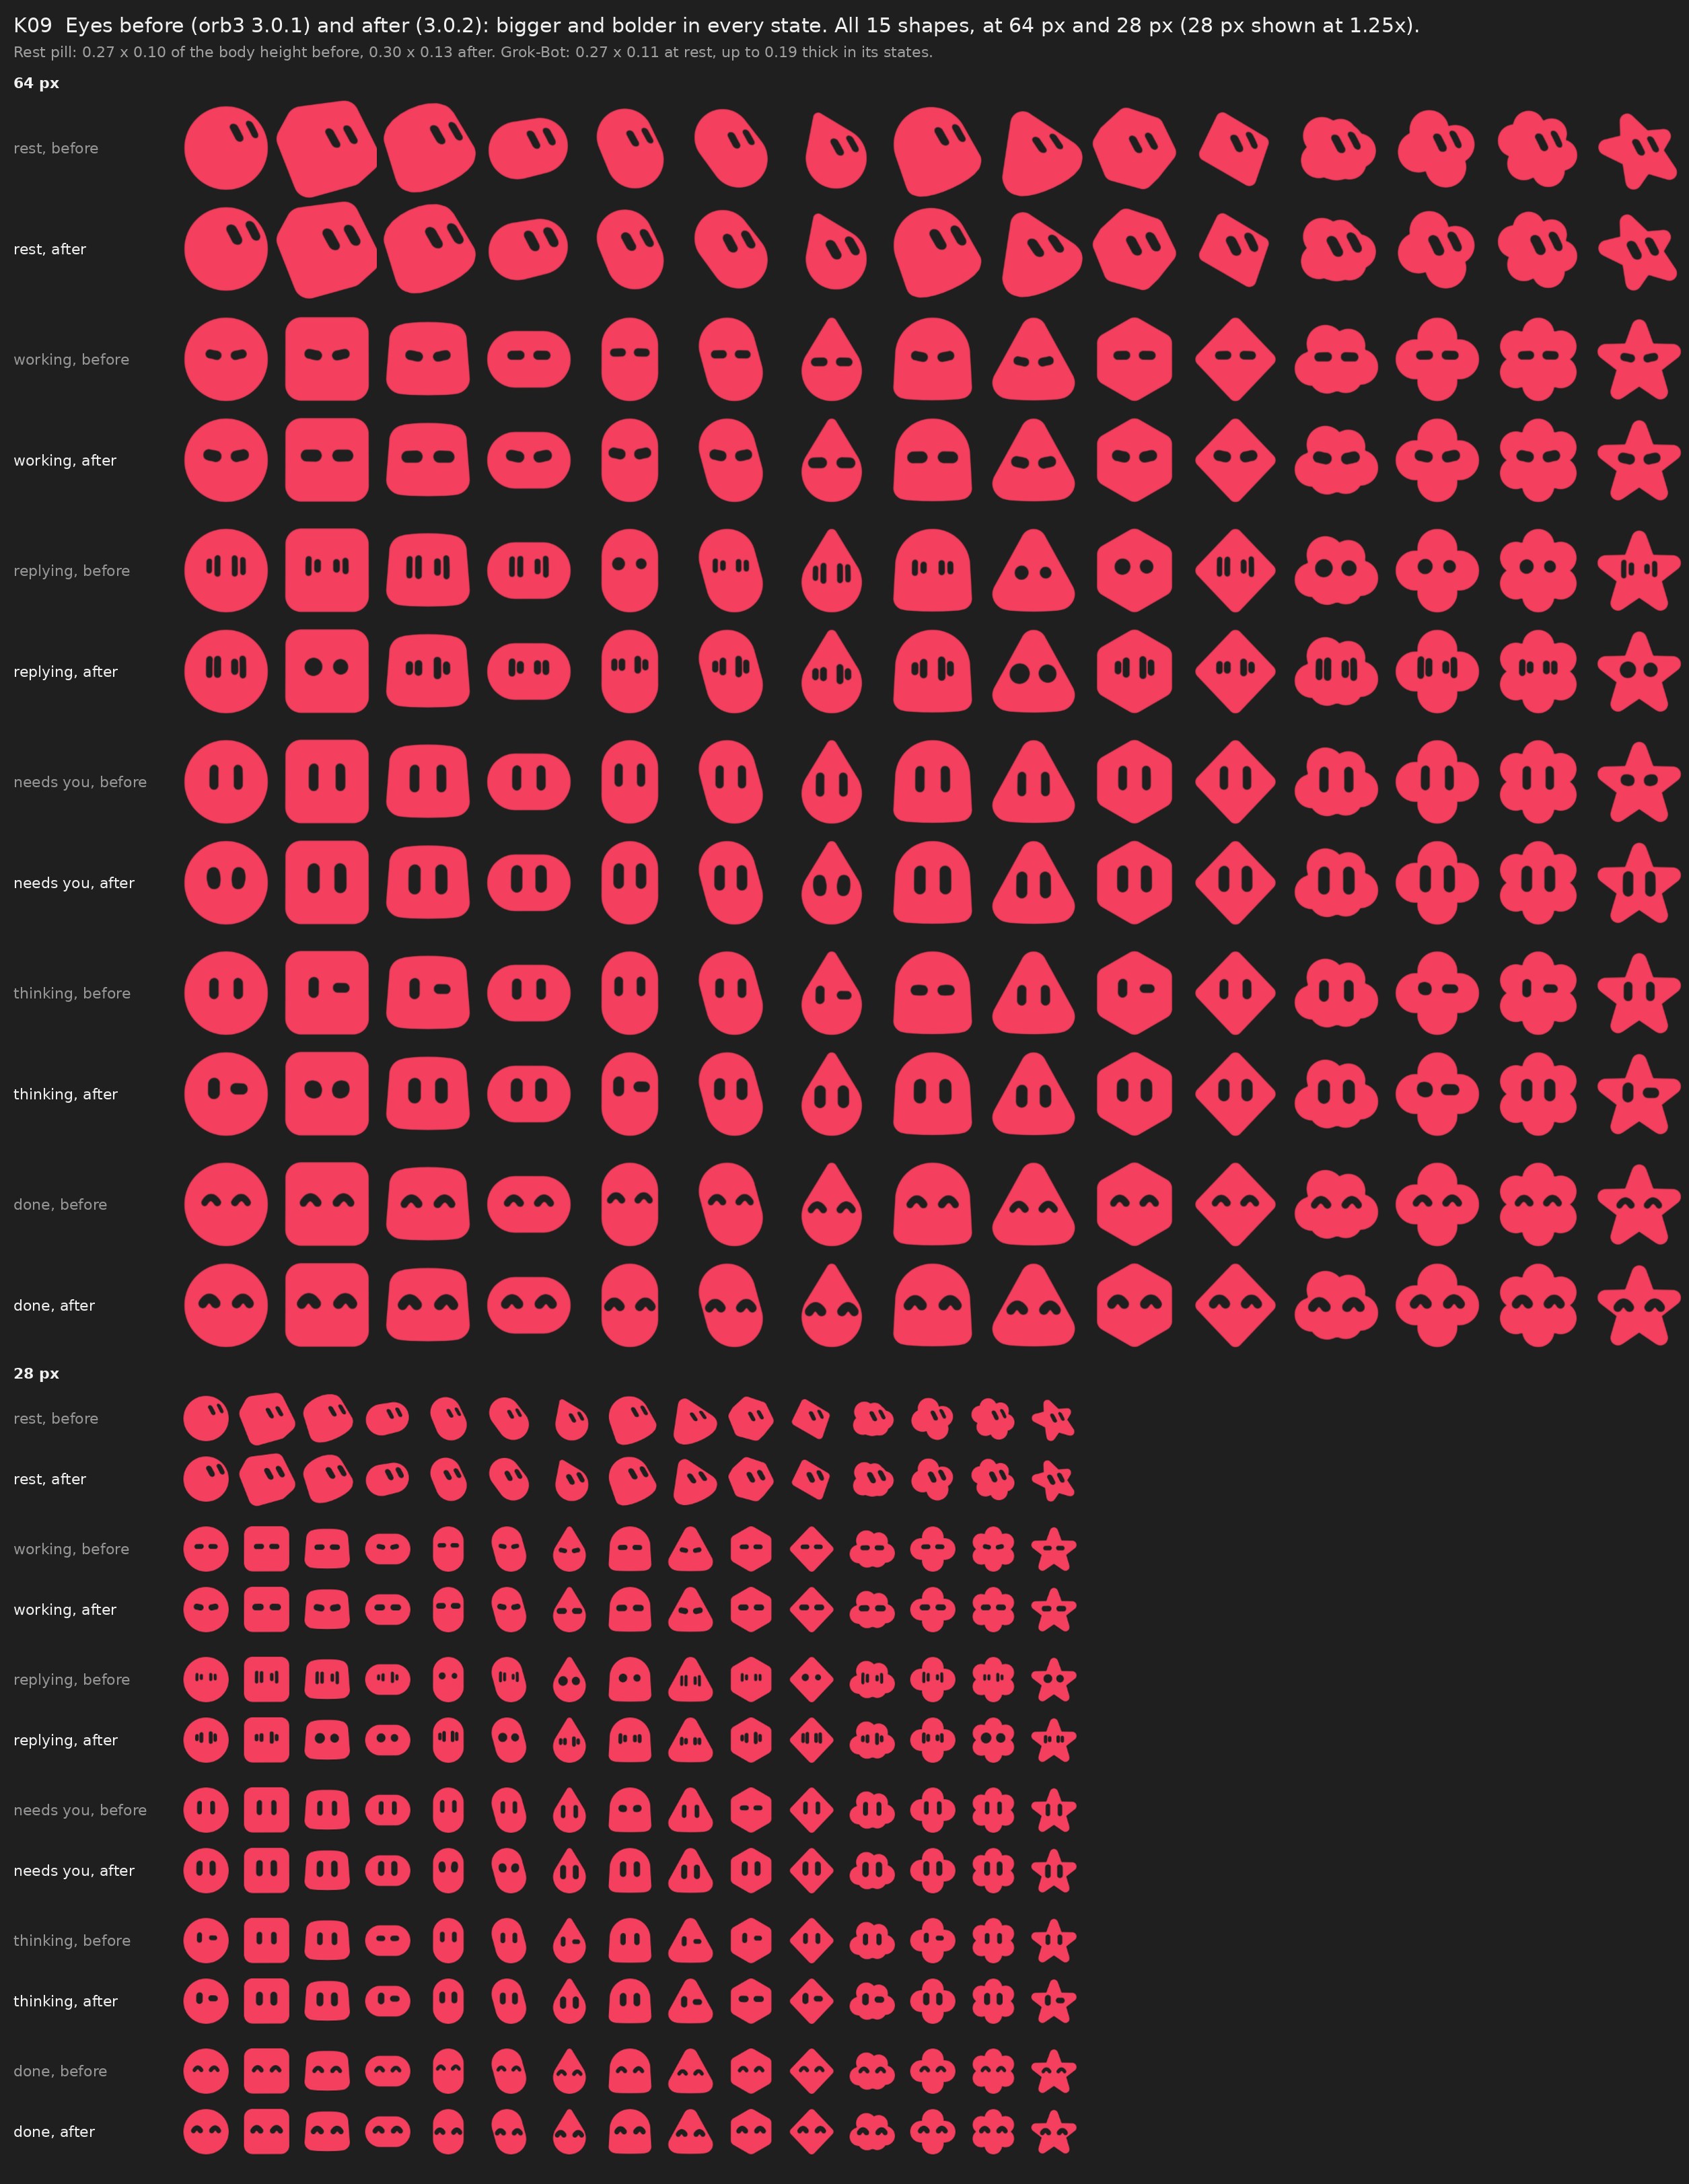 K09 Eyes before (orb3 3.0.1) and after (3.0.2): bigger and bolder in every state. All 15 shapes, at 64 px and 28 px (28 px shown at 1.25x).
Rest pill: 0.27 x 0.10 of the body height before, 0.30 x 0.13 after. Grok-Bot: 0.27 x 0.11 at rest, up to 0.19 thick in its states.
64 px
rest, before
rest, after
working, before
working, after
replying, before
replying, after
needs you, before
needs you, after
thinking, before
thinking, after
done, before
done, after
28 px
rest, before
rest, after
working, before
working, after
replying, before
replying, after
needs you, before
needs you, after
thinking, before
thinking, after
done, before
done, after